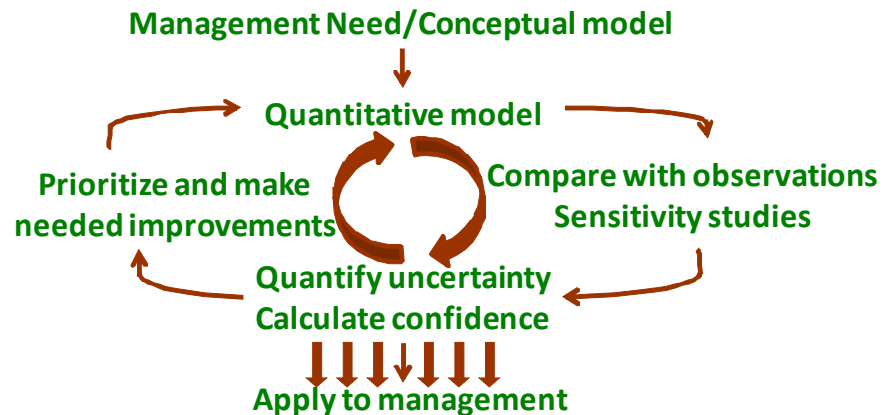 Management Need/Conceptual model
Quantitative model
Prioritize and make
needed improvements
Compare with observations
Sensitivity studies
Quantify uncertainty
Calculate confidence
Apply to management